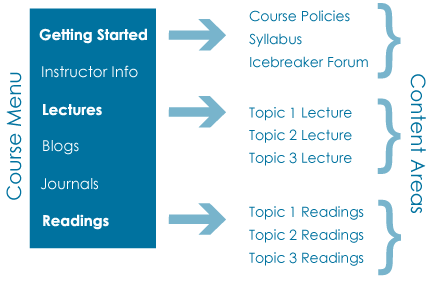 Course Menu
Getting Started
Instructor Info
Lectures
Blogs
Journals
Readings
Course Policies
Syllabus
Icebreaker Forum
Topic 1 Lecture
Topic 2 Lecture
Topic 3 Lecture
Topic 1 Readings
Topic 2 Readings
Topic 3 Readings
Content Areas